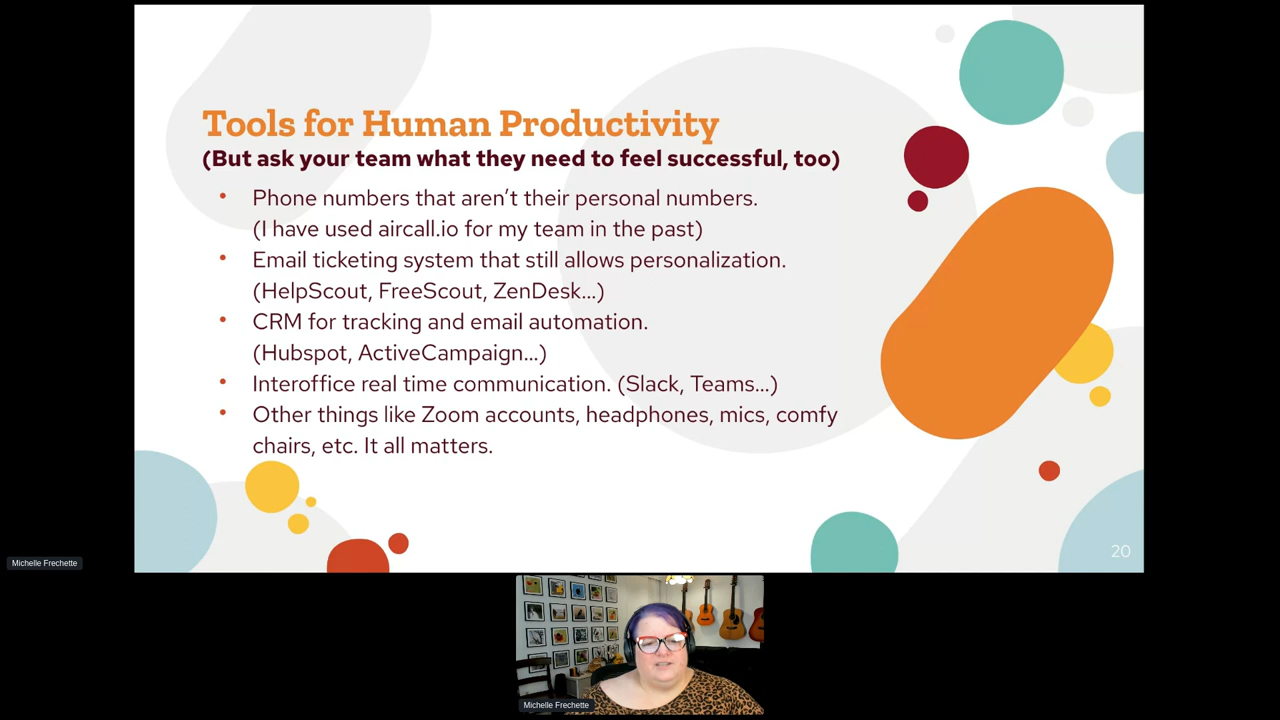 Tools for Human Productivity
(But ask your team what they need to feel successful, too)
• Phone numbers that aren’t their personal numbers.
(I have used aircall.io for my team in the past)
• Email ticketing system that still allows personalization.
(HelpScout, FreeScout, ZenDesk...)
• CRM for tracking and email automation.
(Hubspot, ActiveCampaign...)
• Interoffice real time communication. (Slack, Teams...)
• Other things like Zoom accounts, headphones, mics, comfy
chairs, etc. It all matters.
20
Michelle Frechette
Michelle Frechette